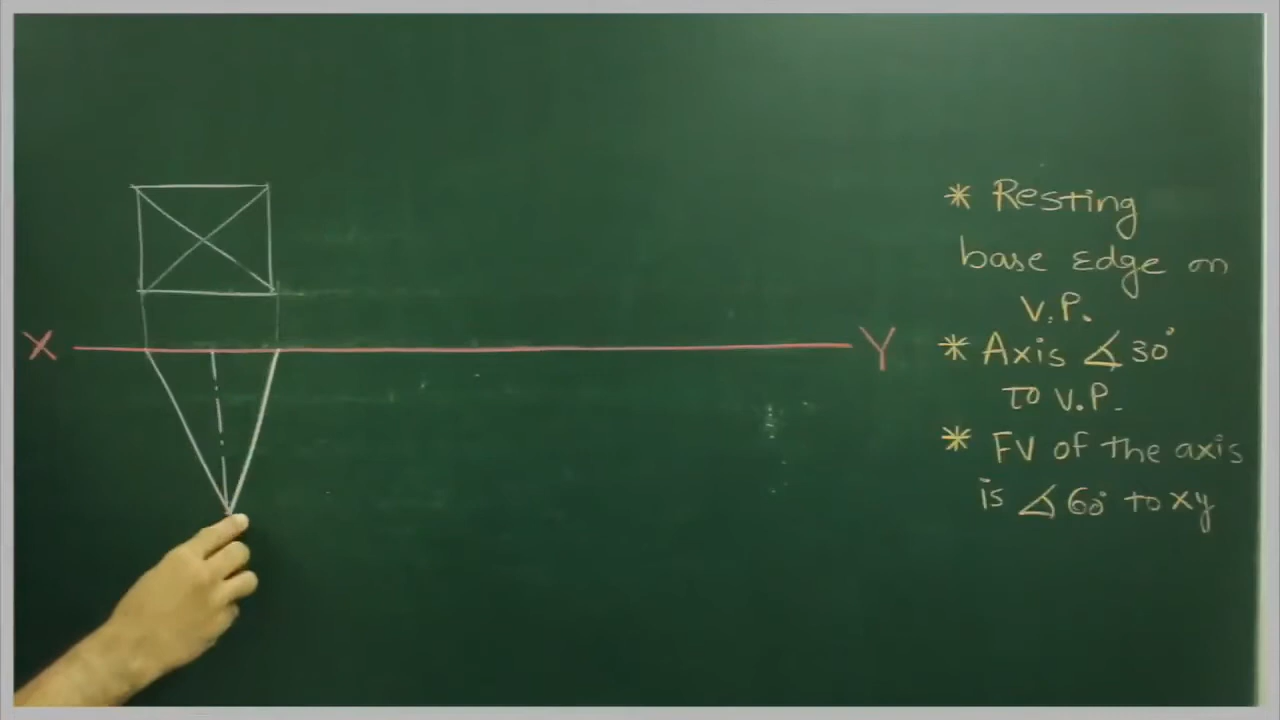 X
Y
* Resting
base Edge on
V.P.
* Axis ∡ 30°
To V.P.
* FV of the axis
is ∡ 60° to xy